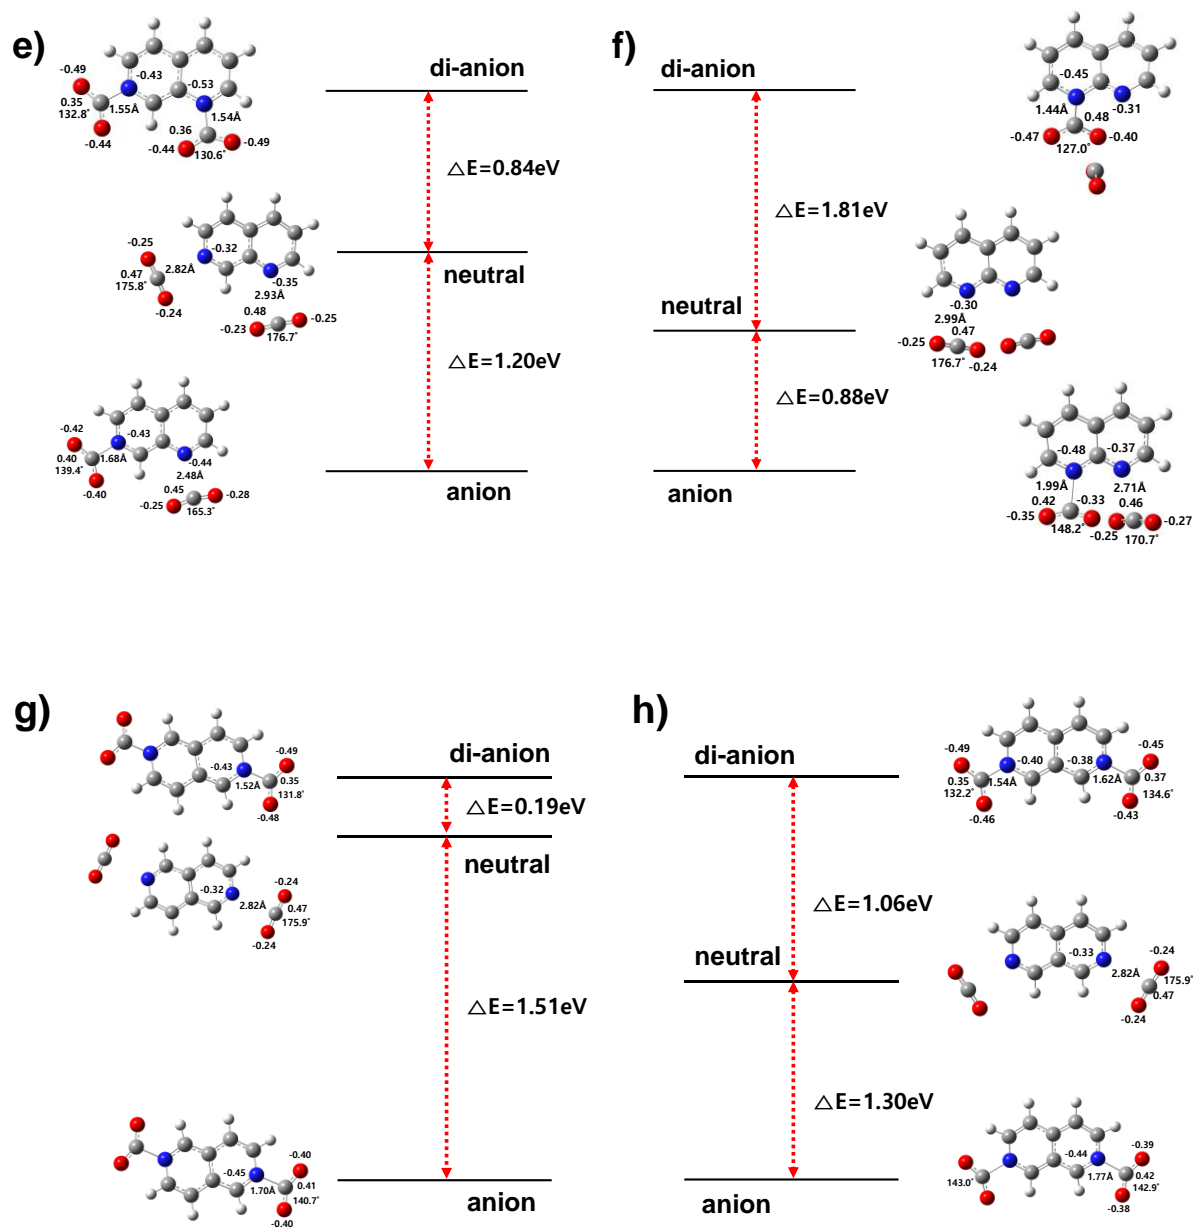 e)
di-anion
△E=0.84eV
neutral
△E=1.20eV
anion
-0.49
-0.43
-0.53
0.35
132.8°
1.55Å
1.54Å
-0.44
0.36
-0.44
-0.49
130.6°
-0.25
-0.32
0.47
2.82Å
175.8°
-0.35
2.93Å
-0.24
0.48
-0.23
-0.25
176.7°
-0.42
-0.43
0.40
1.68Å
139.4°
-0.44
2.48Å
-0.40
0.45
-0.28
-0.25
165.3°
f)
di-anion
△E=1.81eV
neutral
△E=0.88eV
anion
-0.45
1.44Å
-0.31
0.48
-0.47
-0.40
127.0°
-0.30
2.99Å
0.47
-0.25
176.7°
-0.24
-0.48
-0.37
1.99Å
2.71Å
0.42
-0.33
0.46
-0.35
148.2°
-0.25
-0.27
170.7°
g)
di-anion
△E=0.19eV
neutral
△E=1.51eV
anion
-0.49
-0.43
1.52Å
0.35
131.8°
-0.48
-0.24
-0.32
2.82Å
0.47
175.9°
-0.24
-0.40
-0.45
1.70Å
0.41
140.7°
-0.40
h)
di-anion
△E=1.06eV
neutral
△E=1.30eV
anion
-0.49
-0.45
-0.40
-0.38
0.35
1.54Å
1.62Å
0.37
132.2°
134.6°
-0.46
-0.43
-0.33
-0.24
2.82Å
175.9°
0.47
-0.24
-0.44
-0.39
143.0°
1.77Å
0.42
142.9°
-0.38